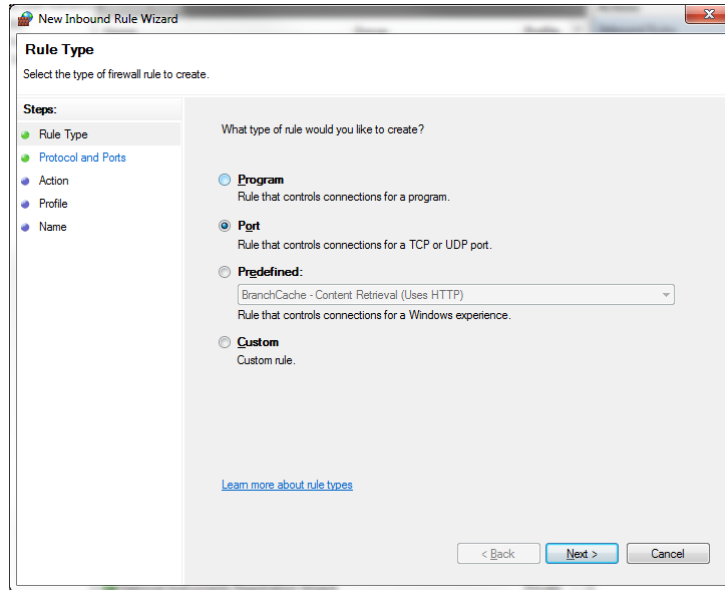 New Inbound Rule Wizard
Rule Type
Select the type of firewall rule to create.
Steps:
Rule Type
Protocol and Ports
Action
Profile
Name
What type of rule would you like to create?
Program
Rule that controls connections for a program.
Port
Rule that controls connections for a TCP or UDP port.
Predefined:
BranchCache - Content Retrieval (Uses HTTP)
Rule that controls connections for a Windows experience.
Custom
Custom rule.
Learn more about rule types
< Back
Next >
Cancel